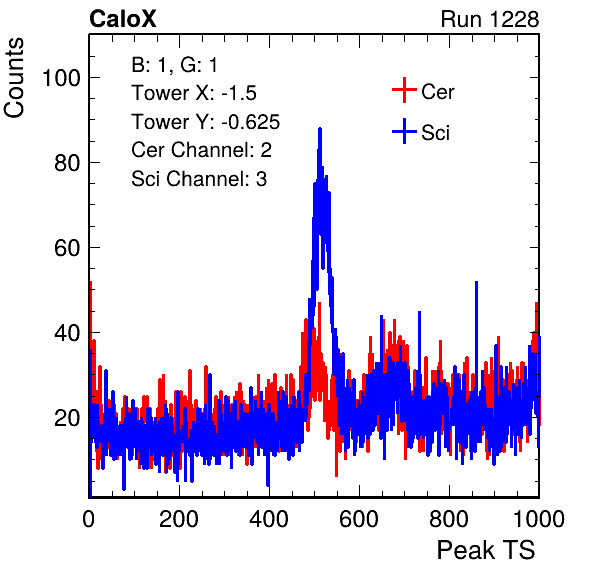 CaloX Run 1228
Counts
B: 1, G: 1
Tower X: -1.5
Tower Y: -0.625
Cer Channel: 2
Sci Channel: 3
Cer
Sci
100
80
60
40
20
0 200 400 600 800 1000
Peak TS